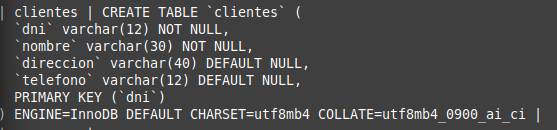 | clientes | CREATE TABLE `clientes` (
  `dni` varchar(12) NOT NULL,
  `nombre` varchar(30) NOT NULL,
  `direccion` varchar(40) DEFAULT NULL,
  `telefono` varchar(12) DEFAULT NULL,
  PRIMARY KEY (`dni`)
) ENGINE=InnoDB DEFAULT CHARSET=utf8mb4 COLLATE=utf8mb4_0900_ai_ci |